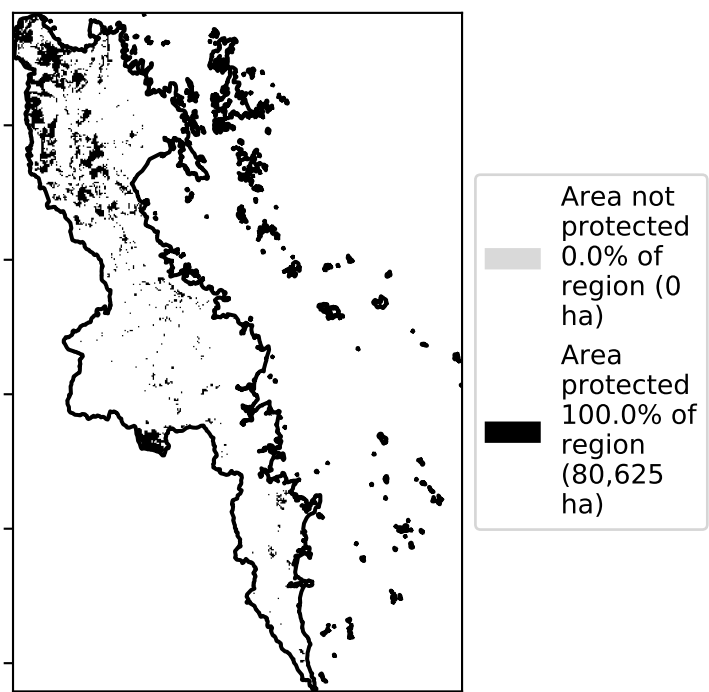 Area not
protected
0.0% of
region (0
ha)
Area
protected
100.0% of
region
(80,625
ha)